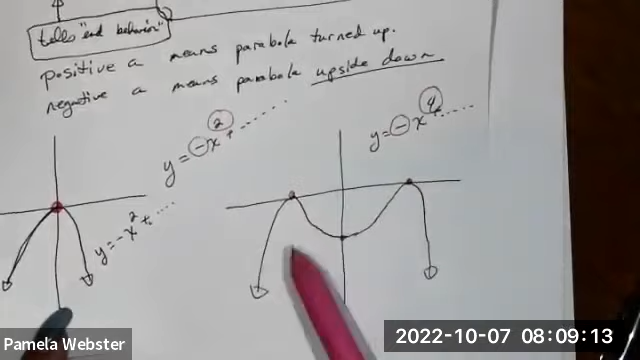 tells "end behavior"
positive a means parabola turned up.
negative a means parabola upside down
y = -x² + ......
y = -x⁴ + .....
y = -x² + ....
Pamela Webster
2022-10-07 08:09:13